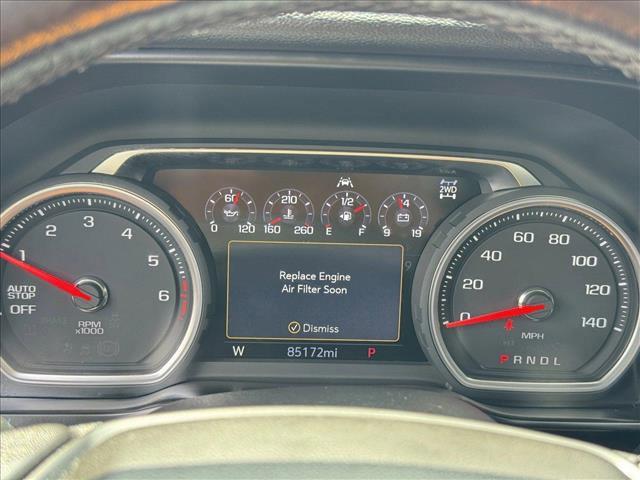 1 2 3 4 5 6
AUTO
STOP
OFF
RPM
x1000
60
0 120
210
160 260
1/2
E F
14
9 19
2WD
Replace Engine
Air Filter Soon
Dismiss
W 85172mi P
0 20 40 60 80 100 120 140
MPH
P R N D L